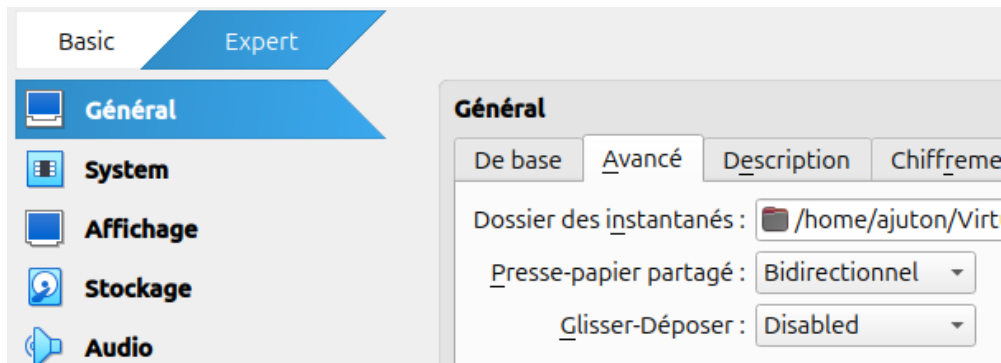 Basic Expert
Général
System
Affichage
Stockage
Audio
Général
De base Avancé Description
Dossier des instantanés : /home/ajuton/
Presse-papier partagé : Bidirectionnel
Glisser-Déposer : Disabled